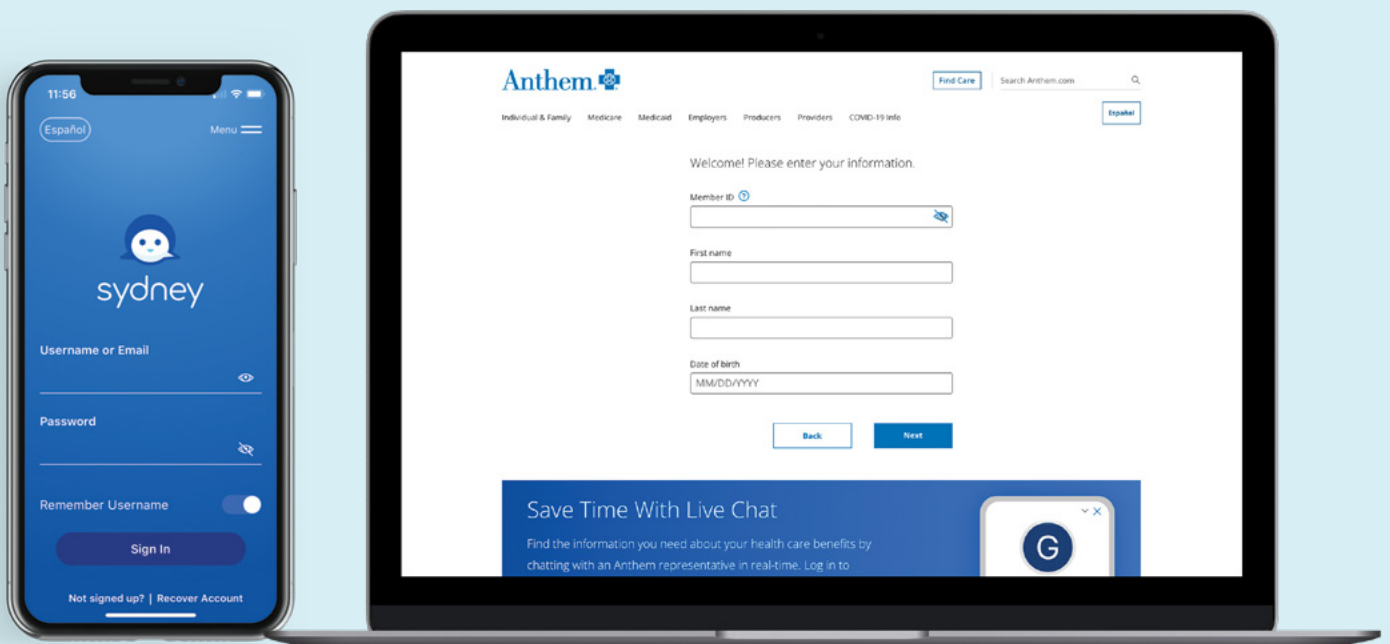 11:56
Español
Menu
sydney
Username or Email
Password
Remember Username
Sign In
Not signed up? | Recover Account
Anthem.
Find Care
Search Anthem.com
Individual & Family Medicare Medicaid Employers Producers Providers COVID-19 Info
Español
Welcome! Please enter your information.
Member ID ?
First name
Last name
Date of birth
MM/DD/YYYY
Back
Next
Save Time With Live Chat
Find the information you need about your health care benefits by
chatting with an Anthem representative in real-time. Log in to
G